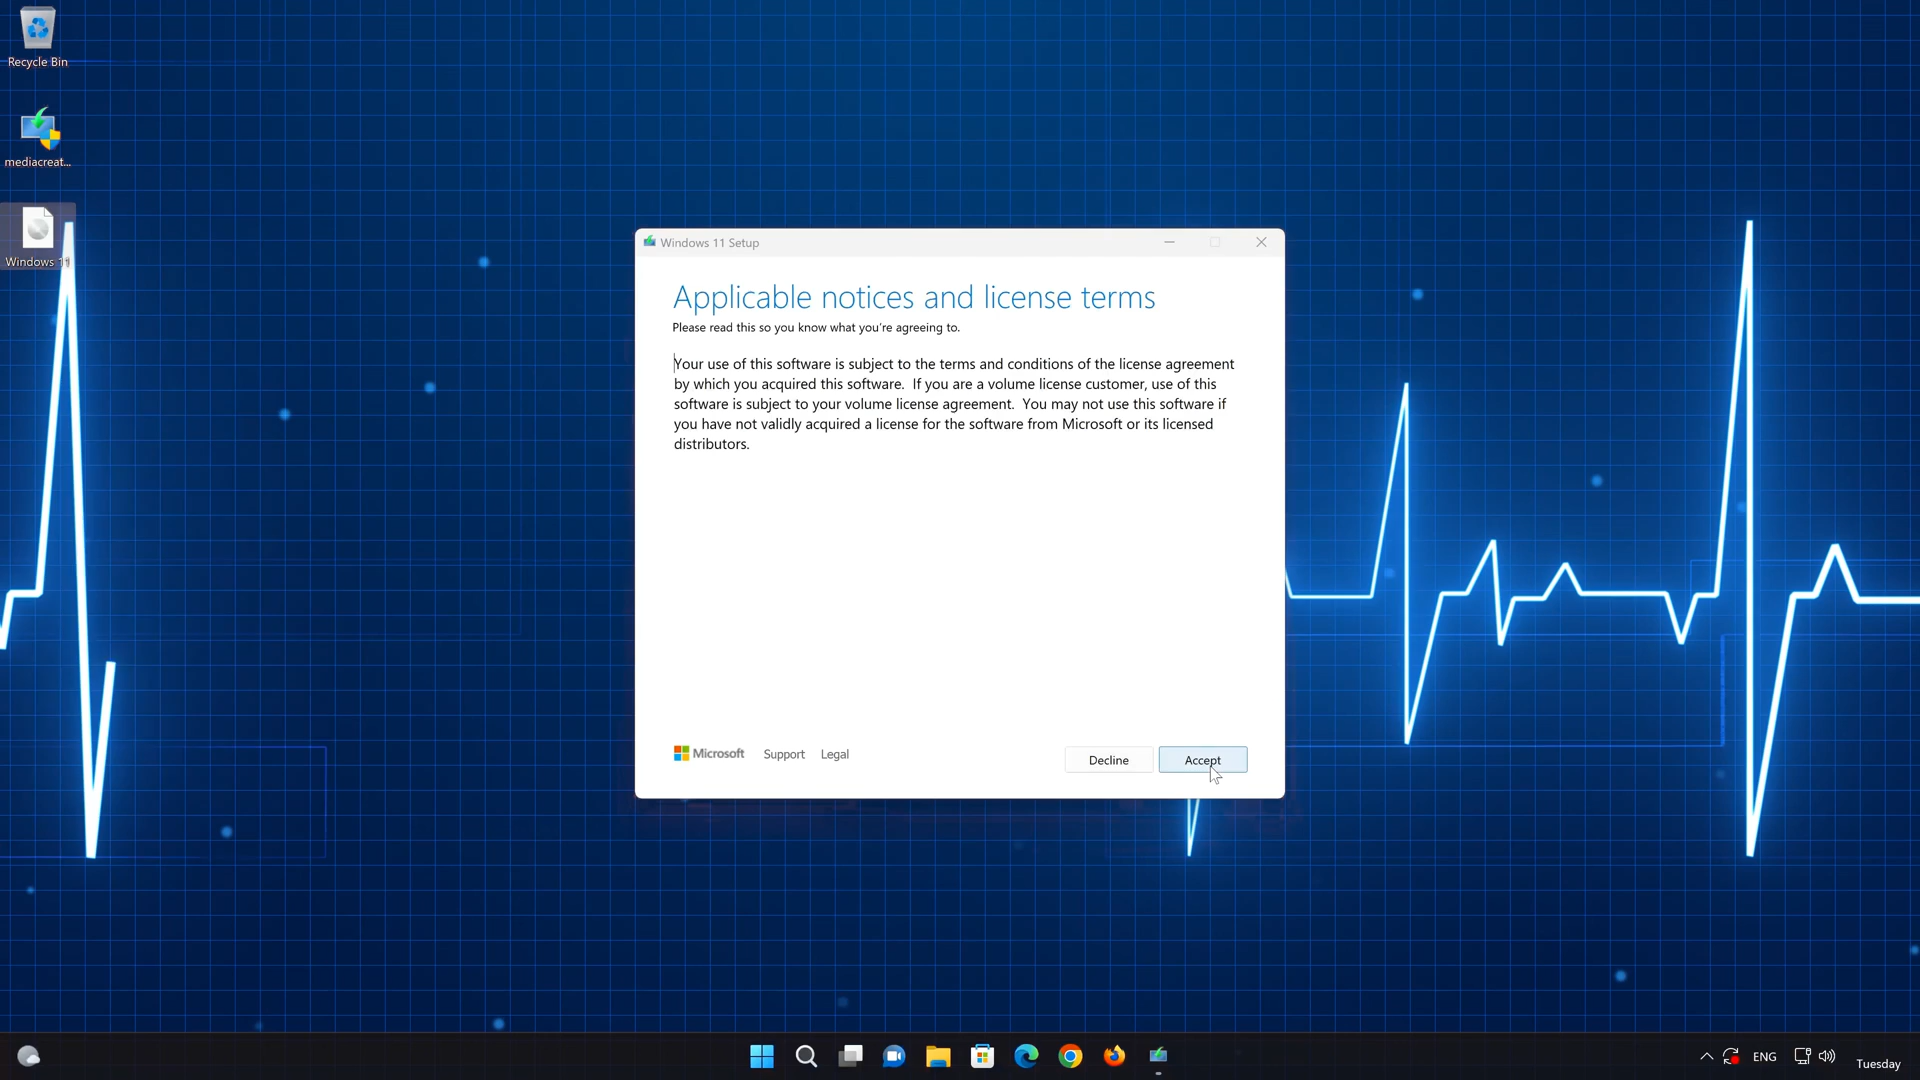 Recycle Bin
mediacreat...
Windows 11
Windows 11 Setup
Applicable notices and license terms
Please read this so you know what you're agreeing to.
Your use of this software is subject to the terms and conditions of the license agreement
by which you acquired this software.  If you are a volume license customer, use of this
software is subject to your volume license agreement.  You may not use this software if
you have not validly acquired a license for the software from Microsoft or its licensed
distributors.
Microsoft Support Legal
Decline Accept
ENG
Tuesday